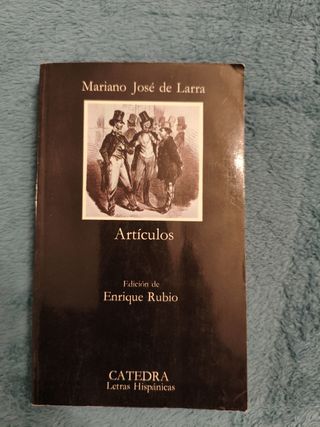 Mariano José de Larra
Artículos
Edición de
Enrique Rubio
CATEDRA
Letras Hispánicas